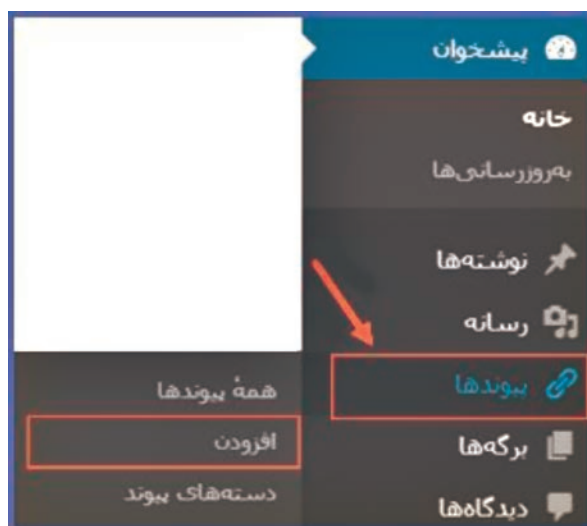 پیشخوان
خانه
به‌روزرسانی‌ها
نوشته‌ها
رسانه
پیوندها
همهٔ پیوندها
افزودن
دسته‌های پیوند
برگه‌ها
دیدگاه‌ها